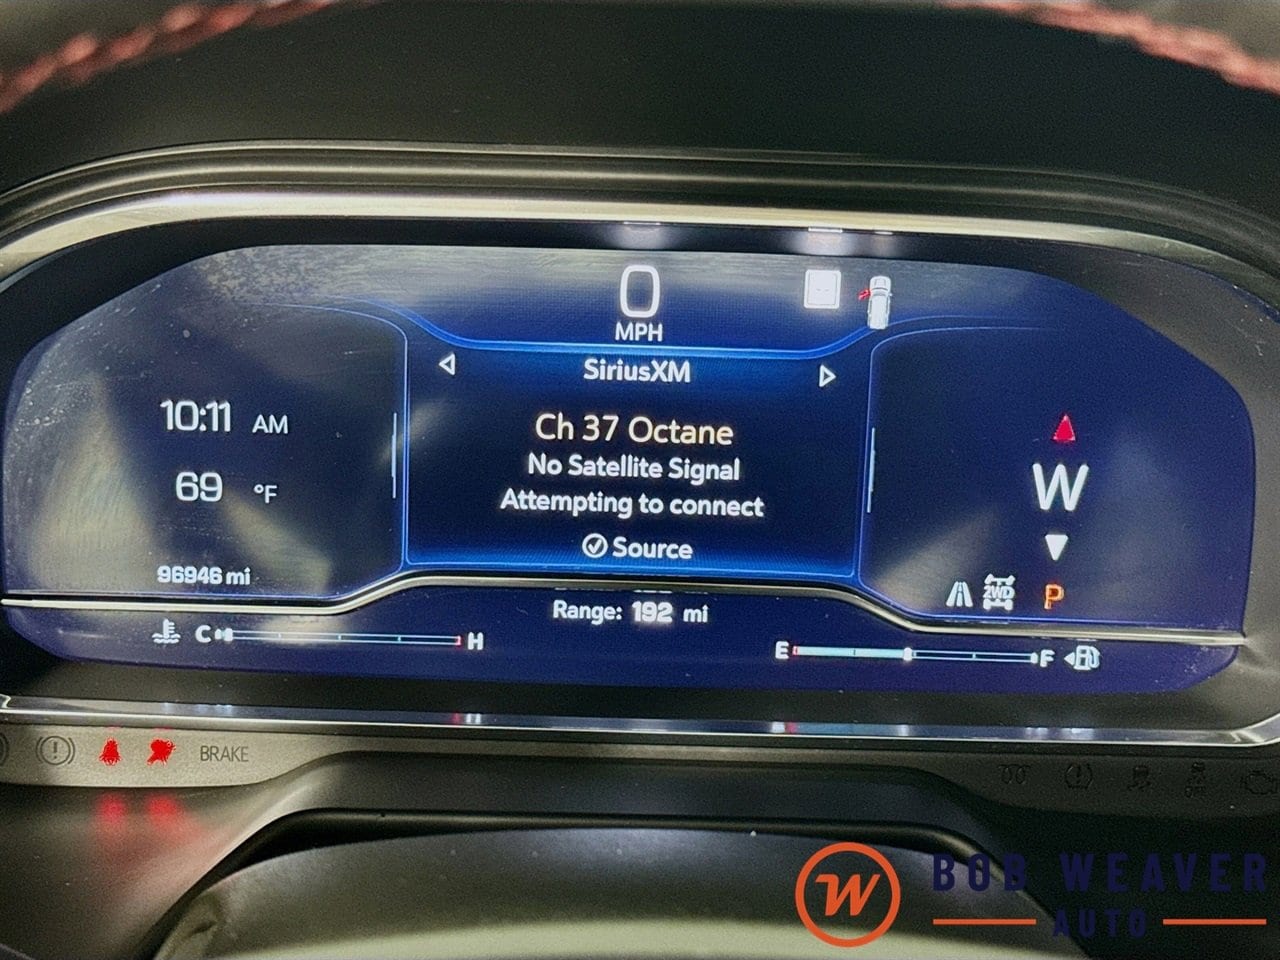 0
MPH
SiriusXM
Ch 37 Octane
No Satellite Signal
Attempting to connect
Source
10:11 AM
69 °F
96946 mi
W
2WD
P
Range: 192 mi
C H
E F
BRAKE
W
BOB WEAVER
AUTO